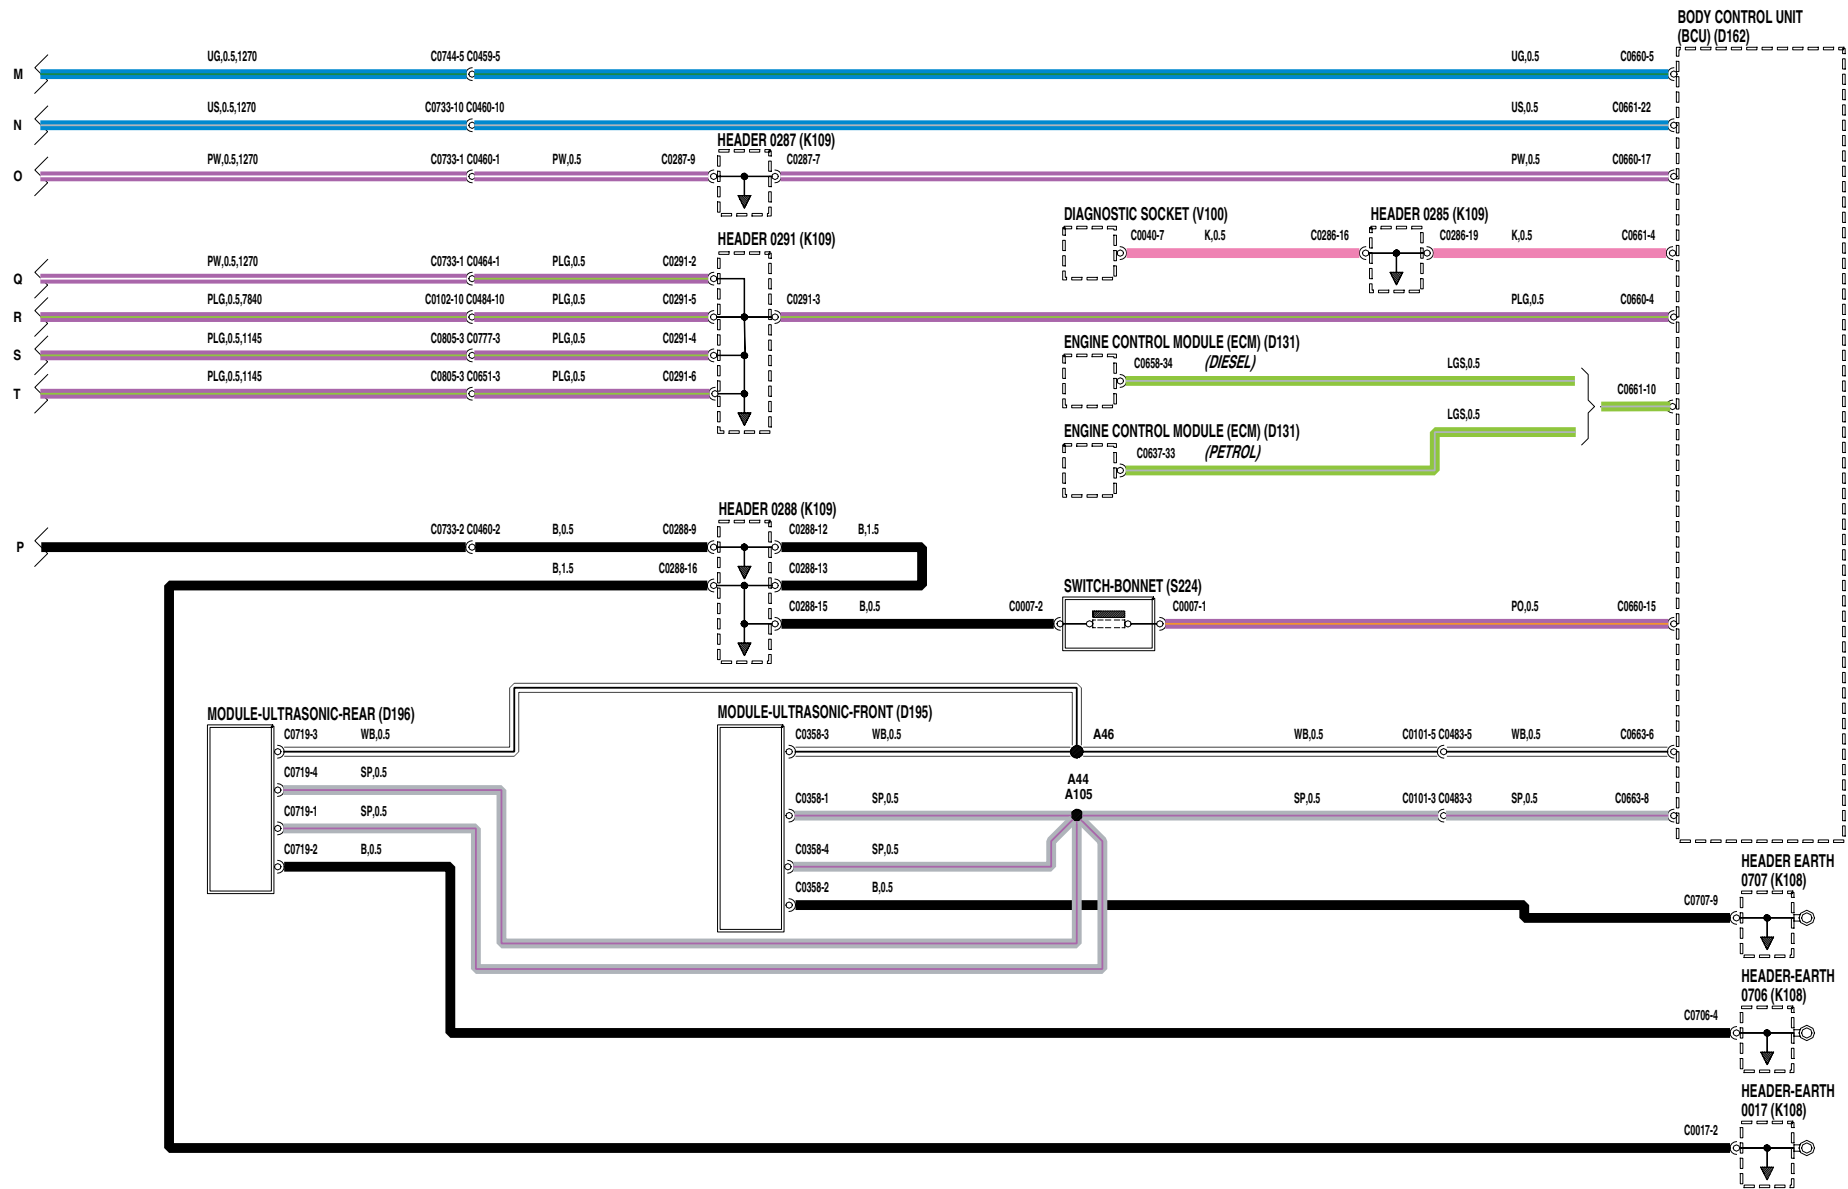 BODY CONTROL UNIT
(BCU) (D162)
M UG,0.5,1270 C0744-5 C0459-5 UG,0.5 C0660-5
N US,0.5,1270 C0733-10 C0460-10 US,0.5 C0661-22
HEADER 0287 (K109)
O PW,0.5,1270 C0733-1 C0460-1 PW,0.5 C0287-9 C0287-7 PW,0.5 C0660-17
DIAGNOSTIC SOCKET (V100) HEADER 0285 (K109)
C0040-7 K,0.5 C0286-16 C0286-19 K,0.5 C0661-4
HEADER 0291 (K109)
Q PW,0.5,1270 C0733-1 C0464-1 PLG,0.5 C0291-2
R PLG,0.5,7840 C0102-10 C0484-10 PLG,0.5 C0291-5 C0291-3 PLG,0.5 C0660-4
S PLG,0.5,1145 C0805-3 C0777-3 PLG,0.5 C0291-4
T PLG,0.5,1145 C0805-3 C0651-3 PLG,0.5 C0291-6
ENGINE CONTROL MODULE (ECM) (D131)
C0658-34 (DIESEL) LGS,0.5
C0661-10
LGS,0.5
ENGINE CONTROL MODULE (ECM) (D131)
C0637-33 (PETROL)
HEADER 0288 (K109)
P C0733-2 C0460-2 B,0.5 C0288-9 C0288-12 B,1.5
B,1.5 C0288-16 C0288-13
SWITCH-BONNET (S224)
C0288-15 B,0.5 C0007-2 C0007-1 PO,0.5 C0660-15
MODULE-ULTRASONIC-REAR (D196)
C0719-3 WB,0.5
C0719-4 SP,0.5
C0719-1 SP,0.5
C0719-2 B,0.5
MODULE-ULTRASONIC-FRONT (D195)
C0358-3 WB,0.5 A46 WB,0.5 C0101-5 C0483-5 WB,0.5 C0663-6
A44
A105
C0358-1 SP,0.5 SP,0.5 C0101-3 C0483-3 SP,0.5 C0663-8
C0358-4 SP,0.5
C0358-2 B,0.5
HEADER EARTH
0707 (K108)
C0707-9
HEADER-EARTH
0706 (K108)
C0706-4
HEADER-EARTH
0017 (K108)
C0017-2